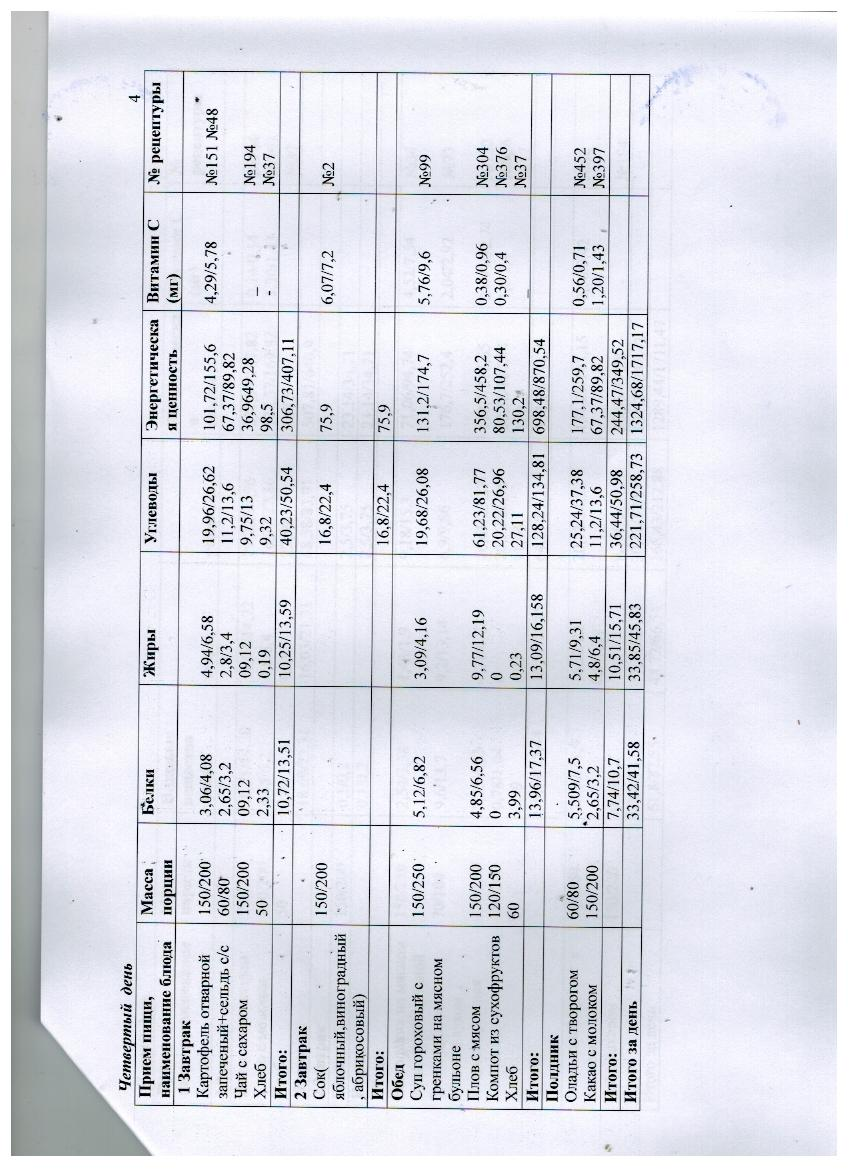 4
Четвертый день
Прием пищи, наименование блюда | Масса порции | Белки | Жиры | Углеводы | Энергетическа я ценность | Витамин С (мг) | № рецептуры
1 Завтрак
Картофель отварной | 150/200 | 3,06/4,08 | 4,94/6,58 | 19,96/26,62 | 101,72/155,6 | 4,29/5,78 | №151 №48
запеченый+сельдь с/с | 60/80 | 2,65/3,2 | 2,8/3,4 | 11,2/13,6 | 67,37/89,82
Чай с сахаром | 150/200 | 09,12 | 09,12 | 9,75/13 | 36,9649,28 | – | №194
Хлеб | 50 | 2,33 | 0,19 | 9,32 | 98,5 | - | №37
Итого: | 10,72/13,51 | 10,25/13,59 | 40,23/50,54 | 306,73/407,11
2 Завтрак
Сок( | 150/200 | 16,8/22,4 | 75,9 | 6,07/7,2 | №2
яблочный,виноградный
, абрикосовый)
Итого: | 16,8/22,4 | 75,9
Обед
Суп гороховый с | 150/250 | 5,12/6,82 | 3,09/4,16 | 19,68/26,08 | 131,2/174,7 | 5,76/9,6 | №99
гренками на мясном
бульоне
Плов с мясом | 150/200 | 4,85/6,56 | 9,77/12,19 | 61,23/81,77 | 356,5/458,2 | 0,38/0,96 | №304
Компот из сухофруктов | 120/150 | 0 | 0 | 20,22/26,96 | 80,53/107,44 | 0,30/0,4 | №376
Хлеб | 60 | 3,99 | 0,23 | 27,11 | 130,2 | – | №37
Итого: | 13,96/17,37 | 13,09/16,158 | 128,24/134,81 | 698,48/870,54
Полдник
Оладьи с творогом | 60/80 | 5,509/7,5 | 5,71/9,31 | 25,24/37,38 | 177,1/259,7 | 0,56/0,71 | №452
Какао с молоком | 150/200 | 2,65/3,2 | 4,8/6,4 | 11,2/13,6 | 67,37/89,82 | 1,20/1,43 | №397
Итого: | 7,74/10,7 | 10,51/15,71 | 36,44/50,98 | 244,47/349,52
Итого за день | 33,42/41,58 | 33,85/45,83 | 221,71/258,73 | 1324,68/1717,17